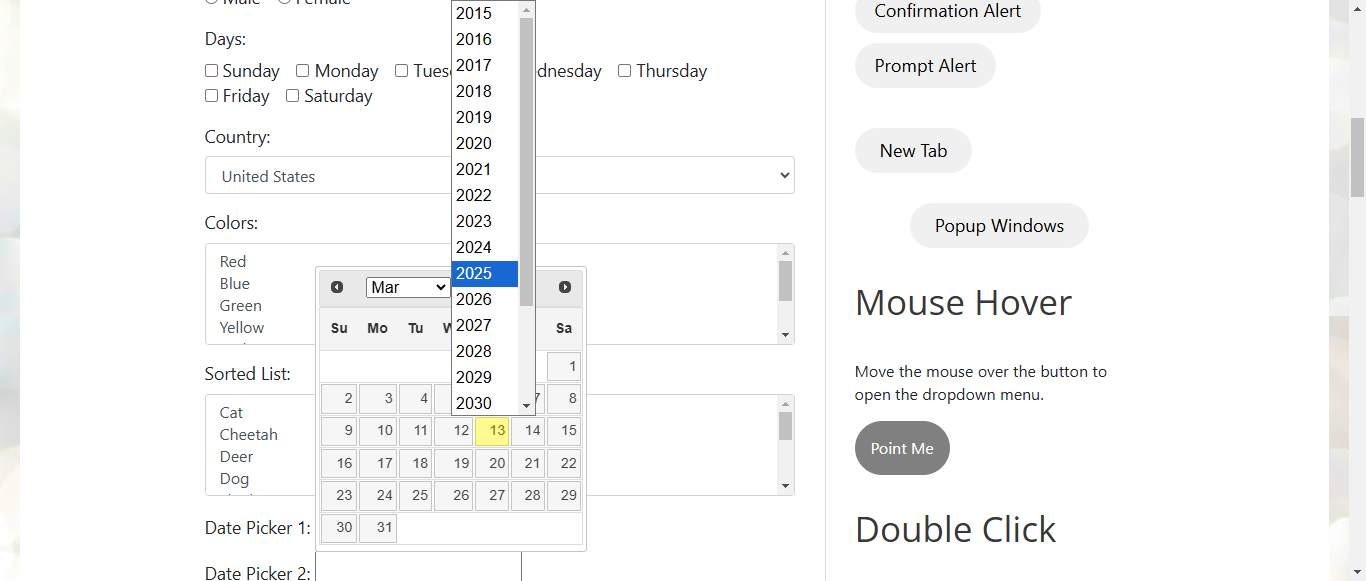 Male Female
Days:
Sunday Monday Thursday
Friday Saturday
Country:
United States
Colors:
Red
Blue
Green
Yellow
Sorted List:
Cat
Cheetah
Deer
Dog
Date Picker 1:
Date Picker 2:
2015
2016
2017
2018
2019
2020
2021
2022
2023
2024
2025
2026
2027
2028
2029
2030
Mar
Su Mo Tu Sa
1
2 3 4 7 8
9 10 11 12 13 14 15
16 17 18 19 20 21 22
23 24 25 26 27 28 29
30 31
Confirmation Alert
Prompt Alert
New Tab
Popup Windows
Mouse Hover
Move the mouse over the button to
open the dropdown menu.
Point Me
Double Click